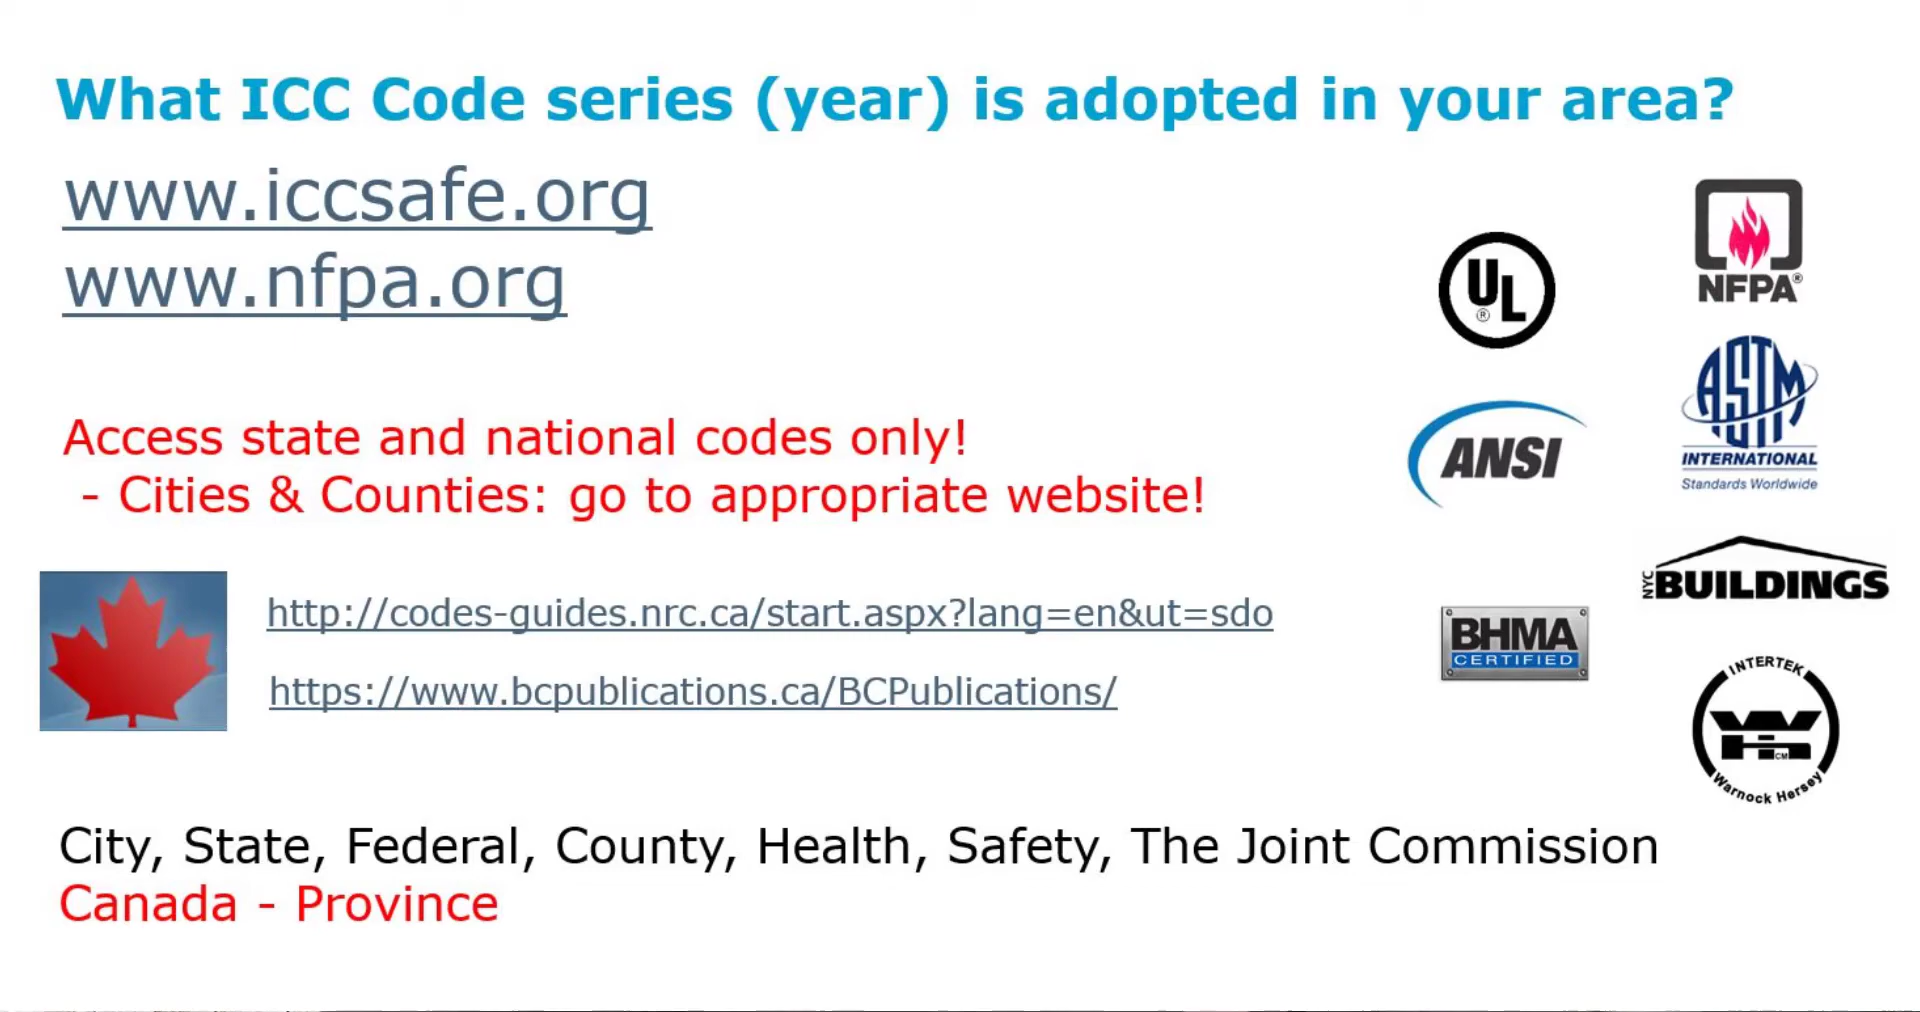 What ICC Code series (year) is adopted in your area?
www.iccsafe.org
www.nfpa.org
Access state and national codes only!
- Cities & Counties: go to appropriate website!
http://codes-guides.nrc.ca/start.aspx?lang=en&ut=sdo
https://www.bcpublications.ca/BCPublications/
City, State, Federal, County, Health, Safety, The Joint Commission
Canada - Province
UL
®
NFPA®
ANSI
ASTM
INTERNATIONAL
Standards Worldwide
NYC BUILDINGS
BHMA
CERTIFIED
INTERTEK
WH
CM
Warnock Hersey